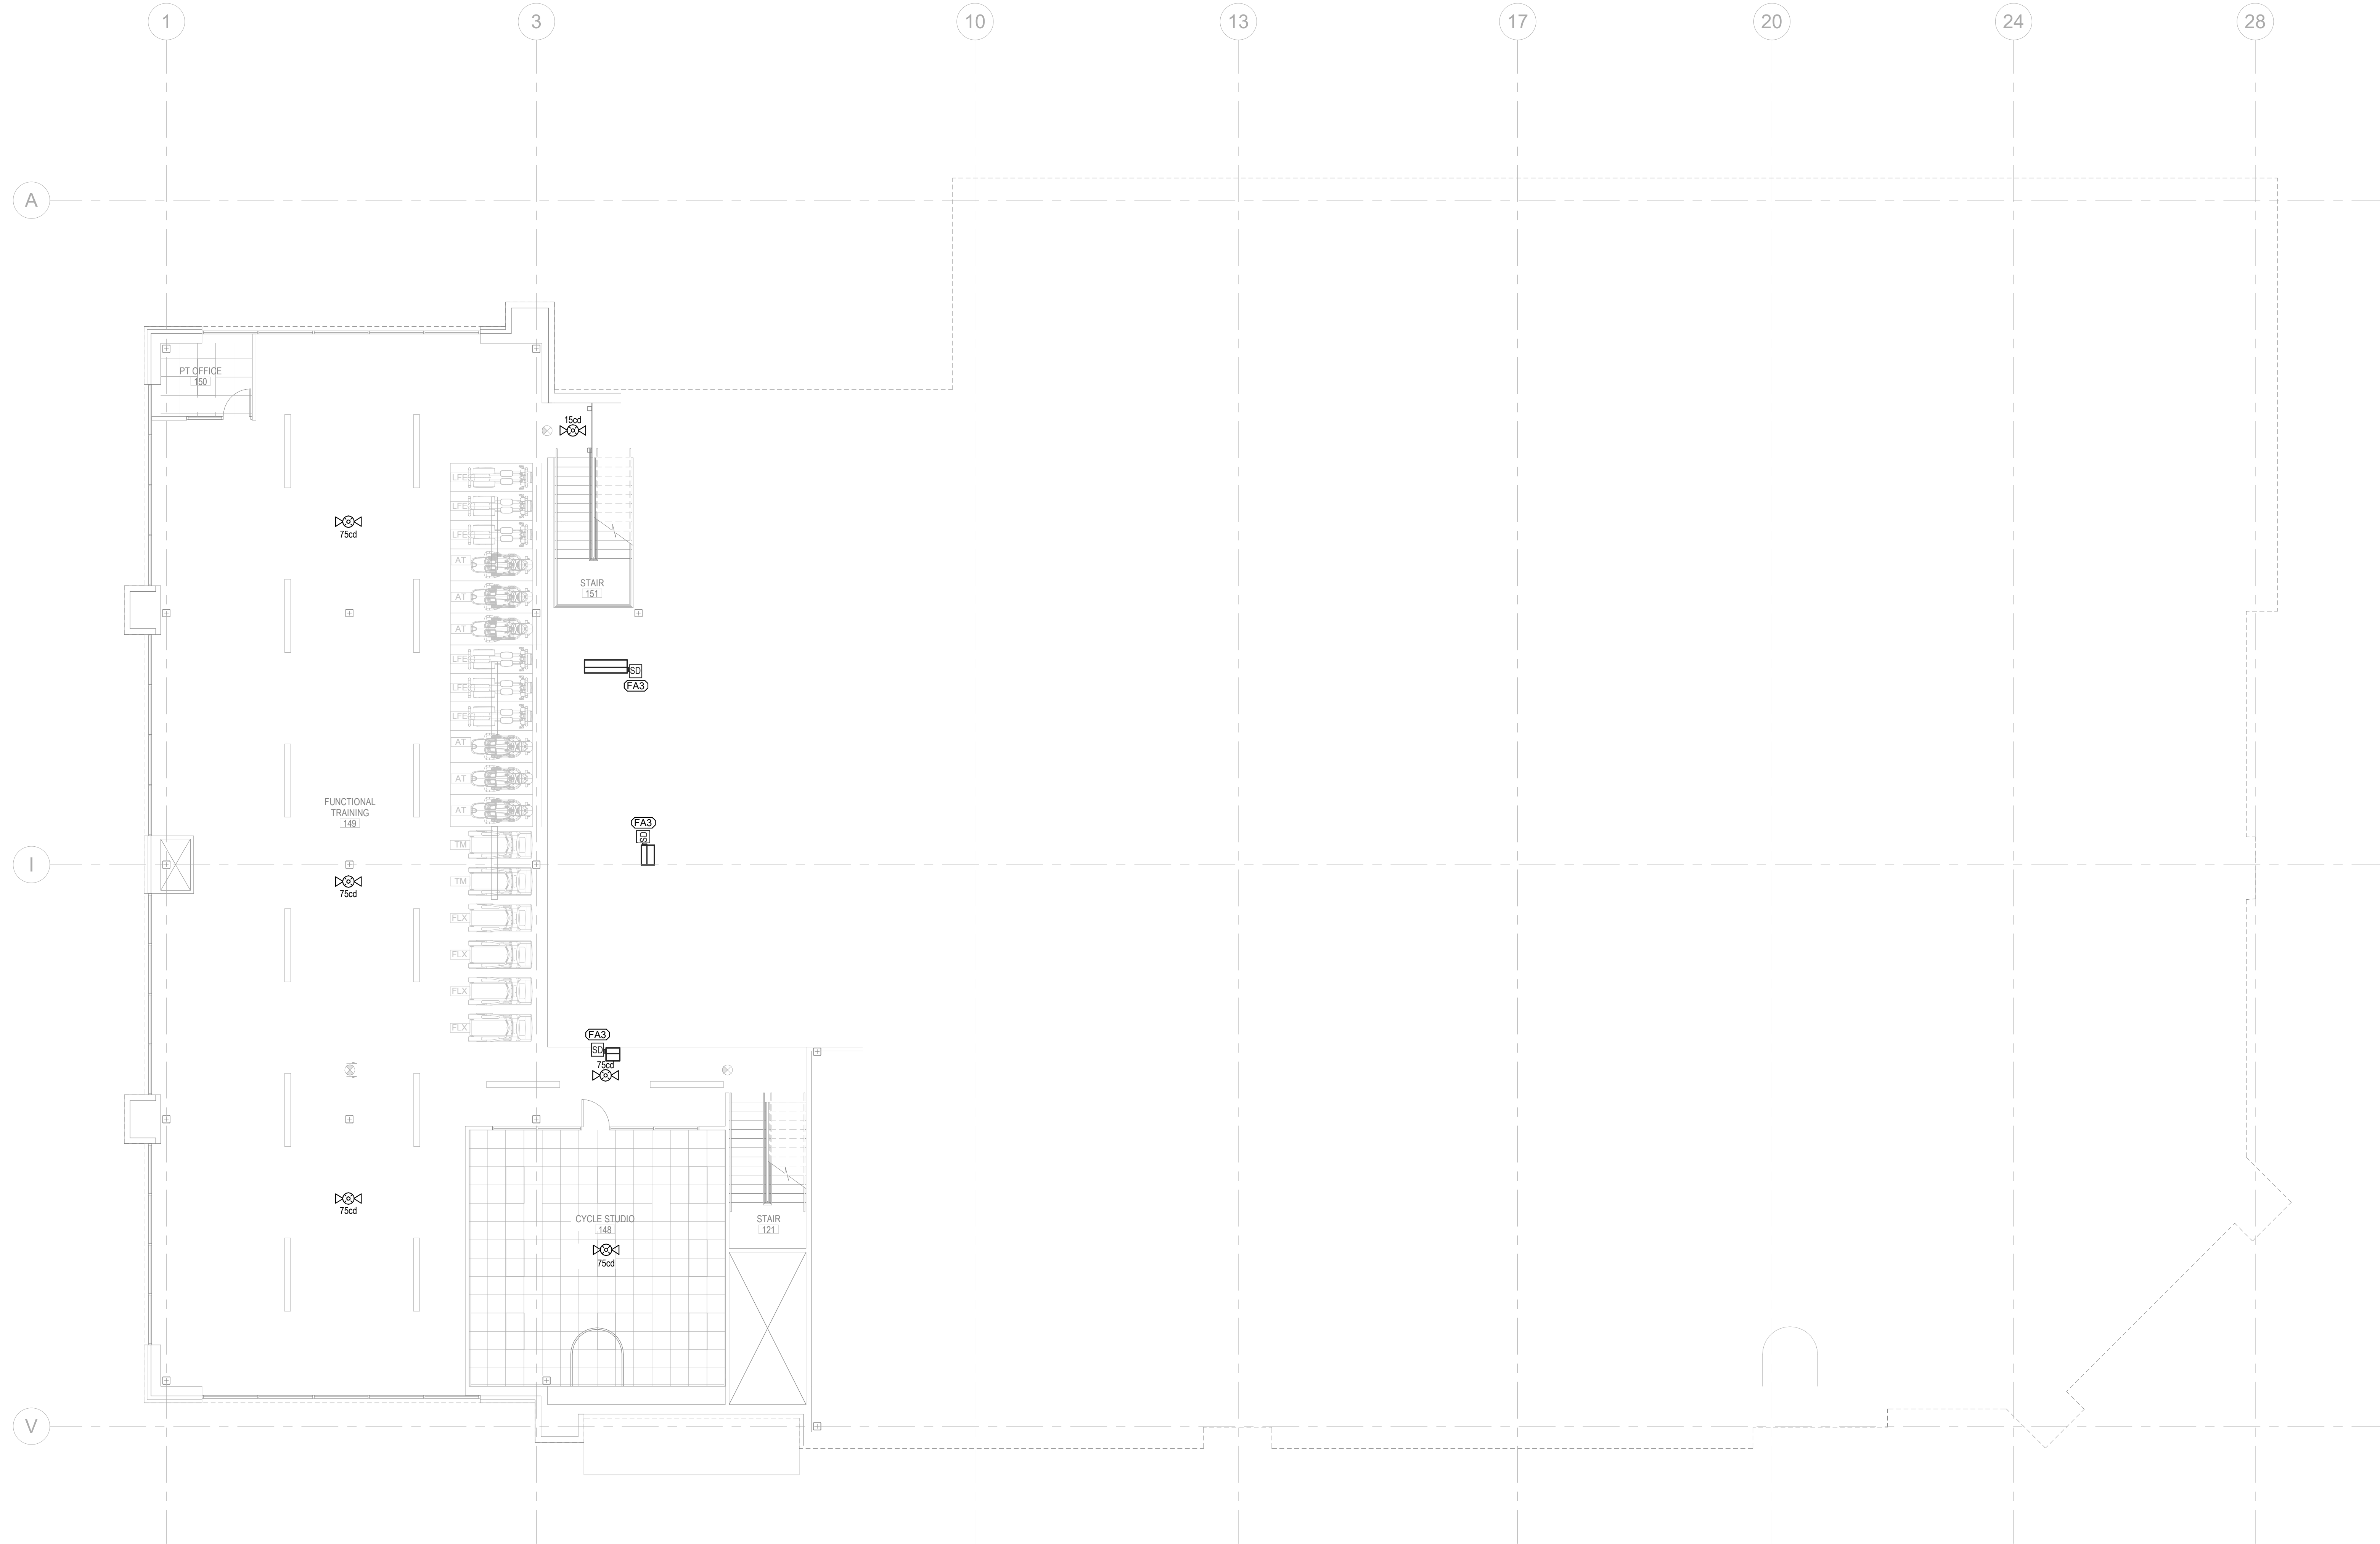 1
3
10
13
17
20
24
28
A
PT OFFICE
150
15cd
LFE
LFE
75cd
LFE
AT
STAIR
151
AT
AT
LFE
SD
FA3
LFE
LFE
AT
AT
FUNCTIONAL
TRAINING
149
AT
FA3
SD
TM
I
TM
75cd
FLX
FLX
FLX
FLX
FA3
SD
75cd
75cd
CYCLE STUDIO
148
STAIR
121
75cd
V